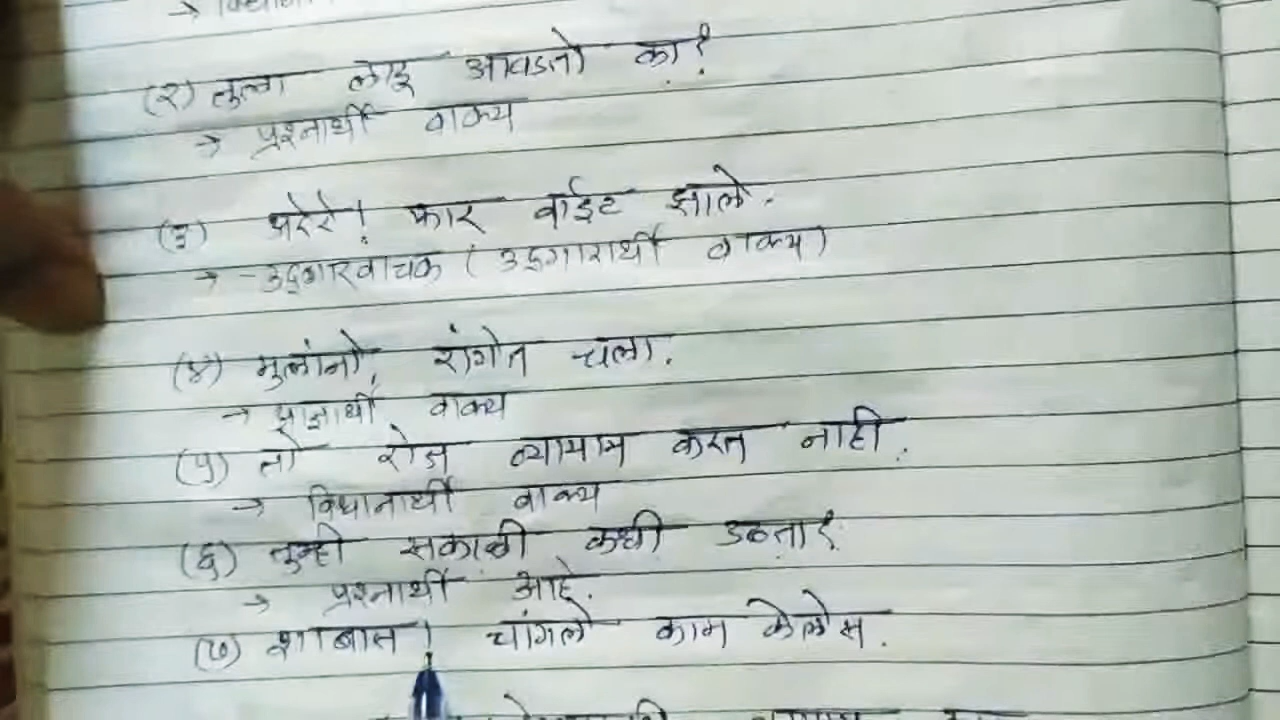 (२) तुला लाडू आवडतो का?
→ प्रश्नार्थी वाक्य
(३) अरेरे! फार वाईट झाले.
→ उद्गारवाचक (उद्गारार्थी वाक्य)
(४) मुलांनो, रांगेत चला.
→ आज्ञार्थी वाक्य
(५) तो रोज व्यायाम करत नाही.
→ विधानार्थी वाक्य
(६) तुम्ही सकाळी कधी उठता?
→ प्रश्नार्थी आहे.
(७) शाबास! चांगले काम केलेस.